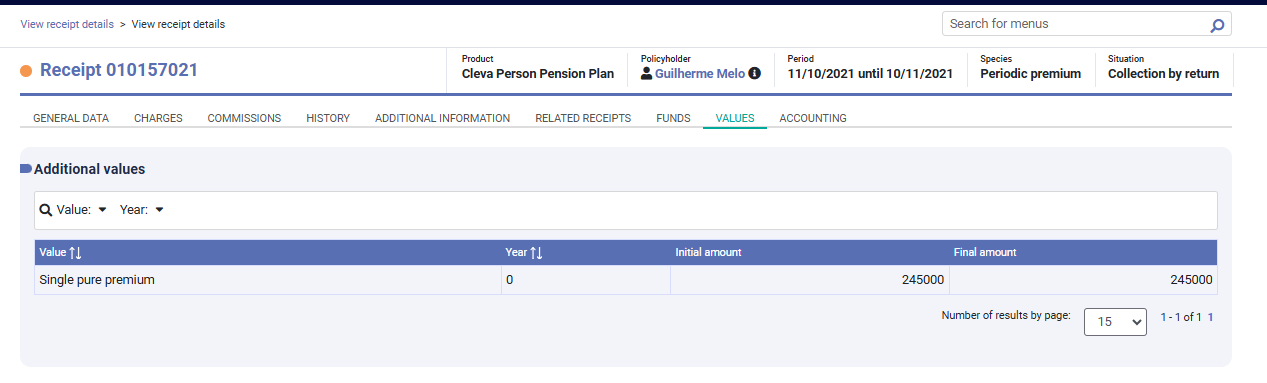 View receipt details > View receipt details
Search for menus
Receipt 010157021
Product
Cleva Person Pension Plan
Policyholder
Guilherme Melo
Period
11/10/2021 until 10/11/2021
Species
Periodic premium
Situation
Collection by return
GENERAL DATA CHARGES COMMISSIONS HISTORY ADDITIONAL INFORMATION RELATED RECEIPTS FUNDS VALUES ACCOUNTING
Additional values
Value: Year:
Value Year Initial amount Final amount
Single pure premium 0 245000 245000
Number of results by page: 15 1 - 1 of 1 1